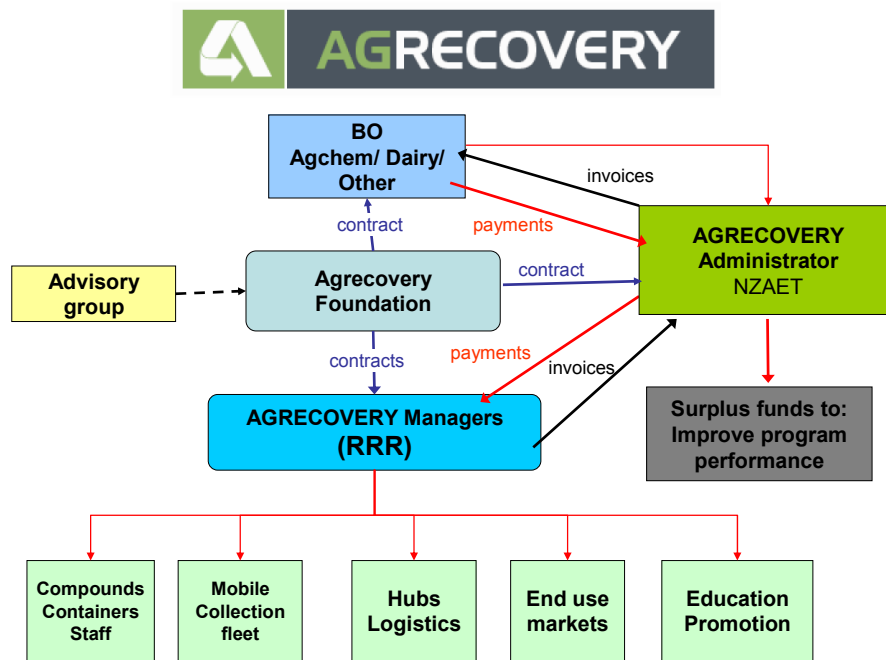 AGRECOVERY
BO
Agchem/ Dairy/
Other
invoices
contract
payments
AGRECOVERY
Administrator
NZAET
Advisory
group
Agrecovery
Foundation
contract
contracts
payments
invoices
AGRECOVERY Managers
(RRR)
Surplus funds to:
Improve program
performance
Compounds
Containers
Staff
Mobile
Collection
fleet
Hubs
Logistics
End use
markets
Education
Promotion